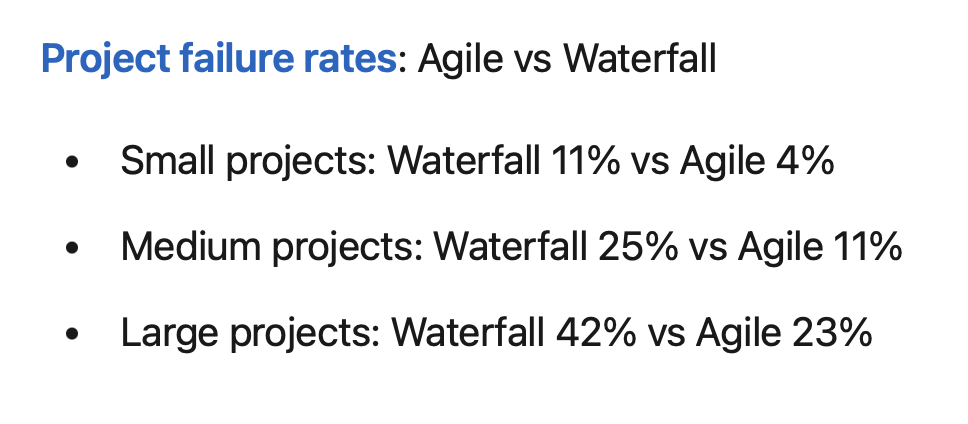 Project failure rates: Agile vs Waterfall
• Small projects: Waterfall 11% vs Agile 4%
• Medium projects: Waterfall 25% vs Agile 11%
• Large projects: Waterfall 42% vs Agile 23%